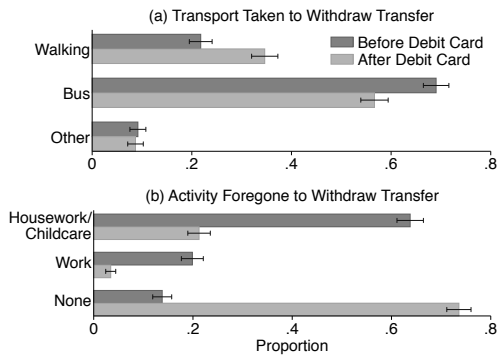 (a) Transport Taken to Withdraw Transfer
Walking
Before Debit Card
After Debit Card
Bus
Other
0 .2 .4 .6 .8
(b) Activity Foregone to Withdraw Transfer
Housework/
Childcare
Work
None
0 .2 .4 .6 .8
Proportion